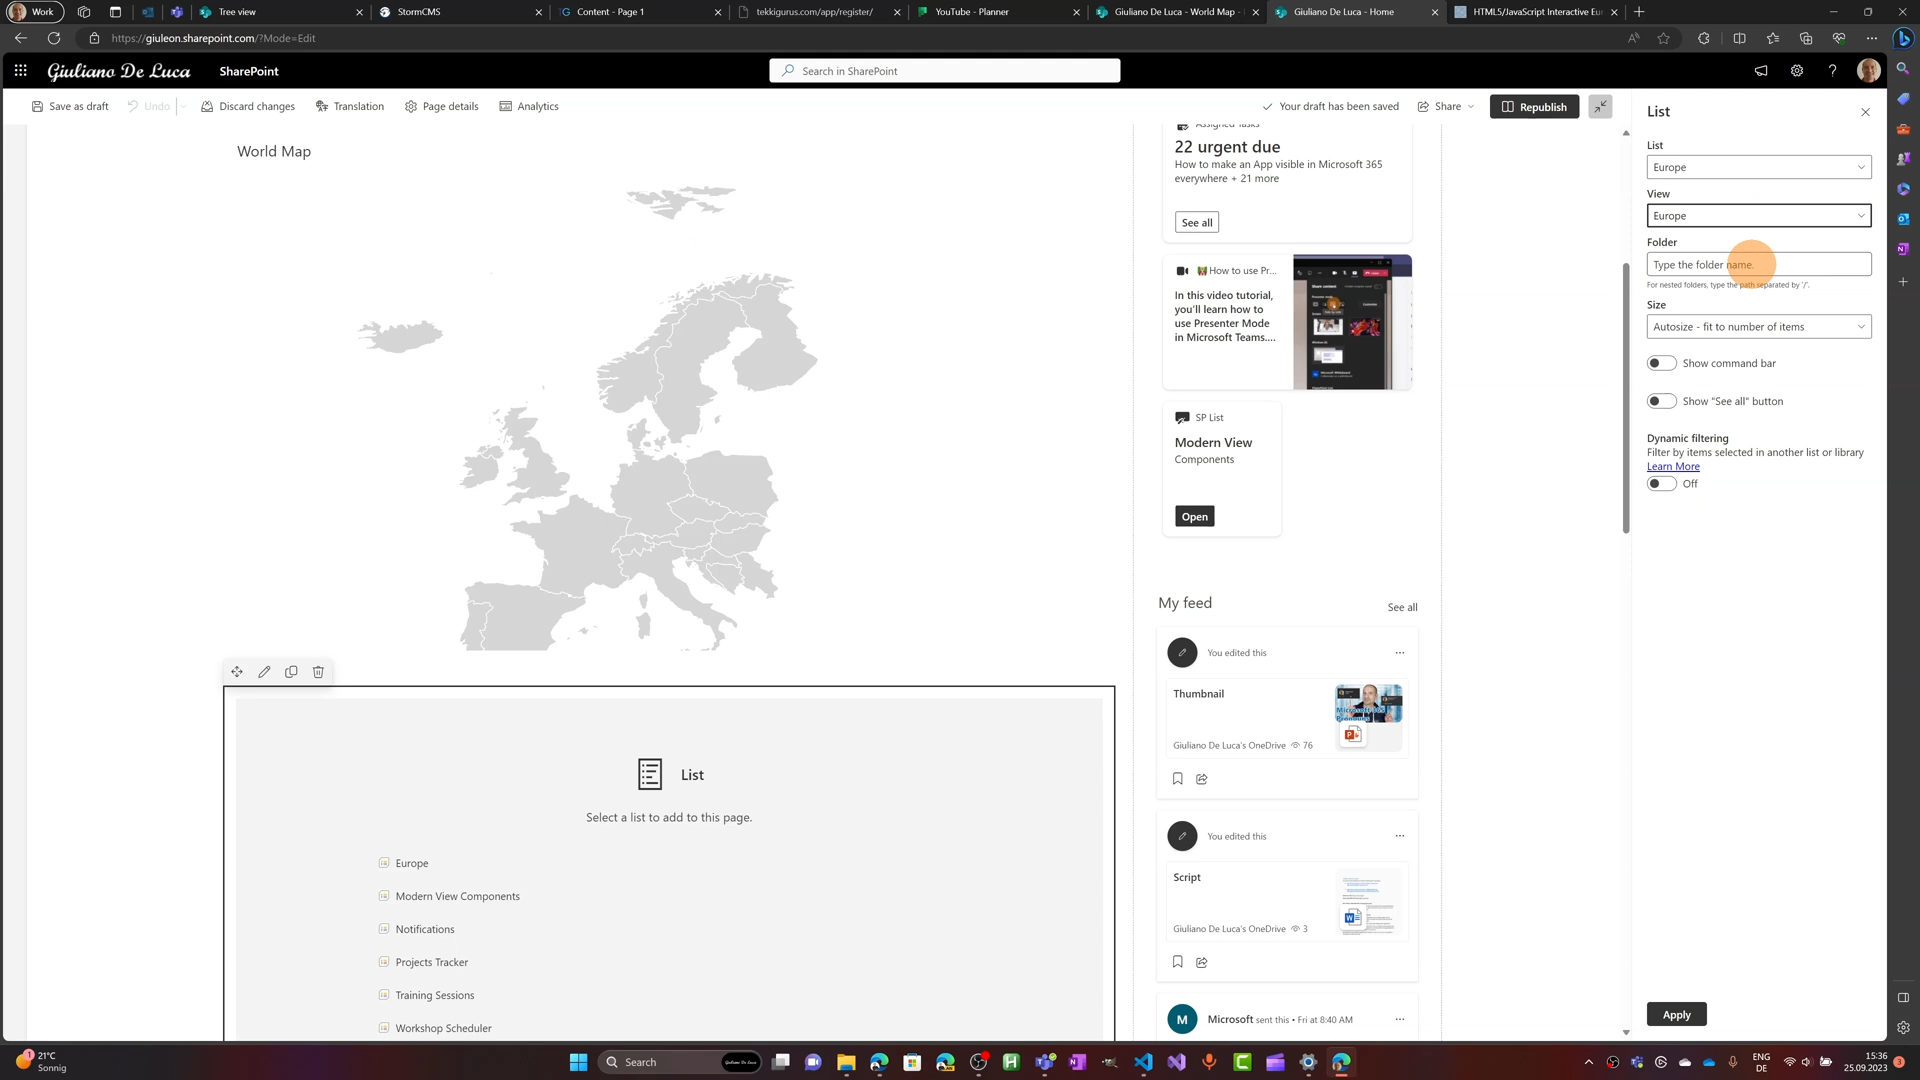 Work
Tree view
StormCMS
Content - Page 1
tekkigurus.com/app/register/
YouTube - Planner
Giuliano De Luca - World Map -
Giuliano De Luca - Home
HTML5/JavaScript Interactive Eur
https://giuleon.sharepoint.com/?Mode=Edit
Giuliano De Luca
SharePoint
Search in SharePoint
Save as draft
Undo
Discard changes
Translation
Page details
Analytics
Your draft has been saved
Share
Republish
World Map
Assigned Tasks
22 urgent due
How to make an App visible in Microsoft 365
everywhere + 21 more
See all
How to use Pr...
In this video tutorial,
you'll learn how to
use Presenter Mode
in Microsoft Teams....
SP List
Modern View
Components
Open
My feed
See all
You edited this
Thumbnail
Giuliano De Luca's OneDrive 76
You edited this
Script
Giuliano De Luca's OneDrive 3
M
Microsoft sent this • Fri at 8:40 AM
List
Select a list to add to this page.
Europe
Modern View Components
Notifications
Projects Tracker
Training Sessions
Workshop Scheduler
List
List
Europe
View
Europe
Folder
Type the folder name.
For nested folders, type the path separated by '/'.
Size
Autosize - fit to number of items
Show command bar
Show "See all" button
Dynamic filtering
Filter by items selected in another list or library
Learn More
Off
Apply
1
21°C
Sonnig
Search
ENG
DE
15:36
25.09.2023
3